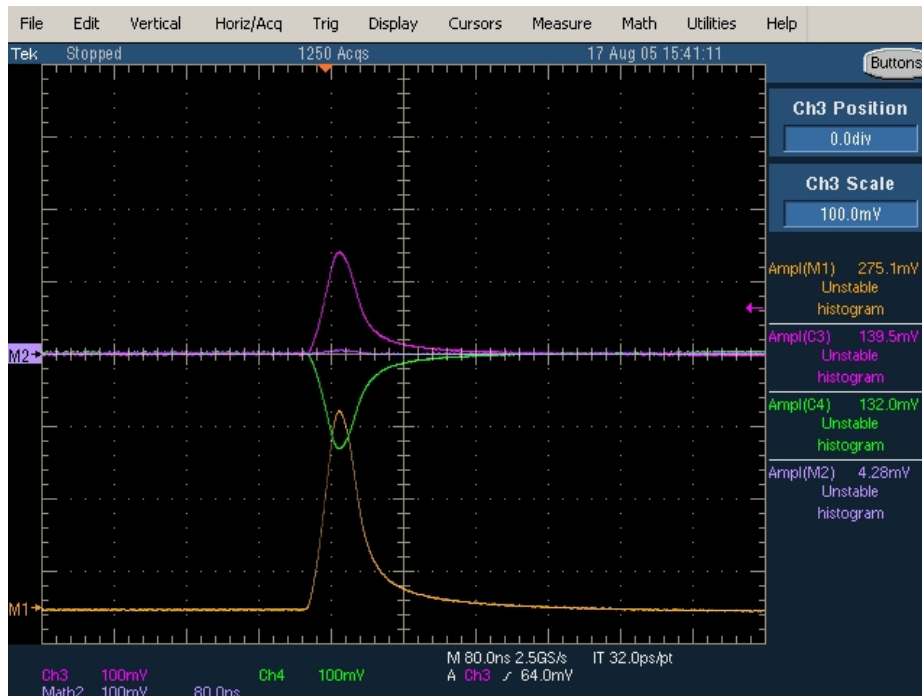 File Edit Vertical Horiz/Acq Trig Display Cursors Measure Math Utilities Help
Tek Stopped 1250 Acqs 17 Aug 05 15:41:11
Buttons
Ch3 Position
0.0div
Ch3 Scale
100.0mV
Ampl(M1) 275.1mV
Unstable
histogram
Ampl(C3) 139.5mV
Unstable
histogram
Ampl(C4) 132.0mV
Unstable
histogram
Ampl(M2) 4.28mV
Unstable
histogram
M2
M1
M 80.0ns 2.5GS/s IT 32.0ps/pt
A Ch3 64.0mV
Ch3 100mV Ch4 100mV
Math2 100mV 80.0ns